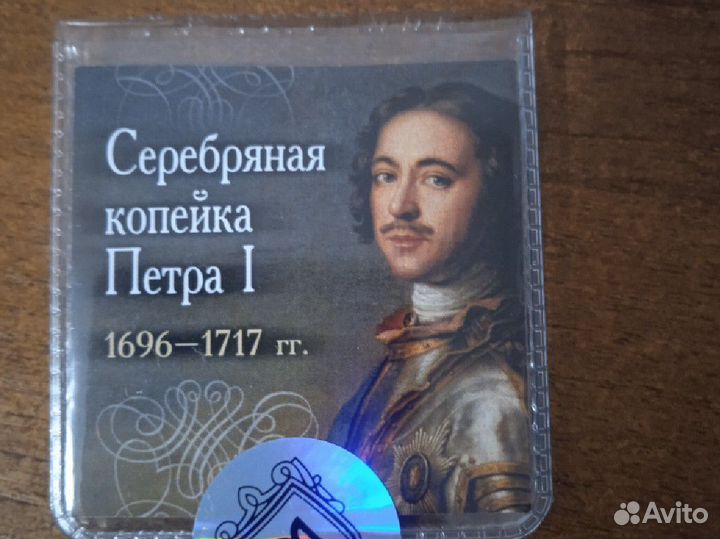 Серебряная
копейка
Петра I
1696—1717 гг.
Avito